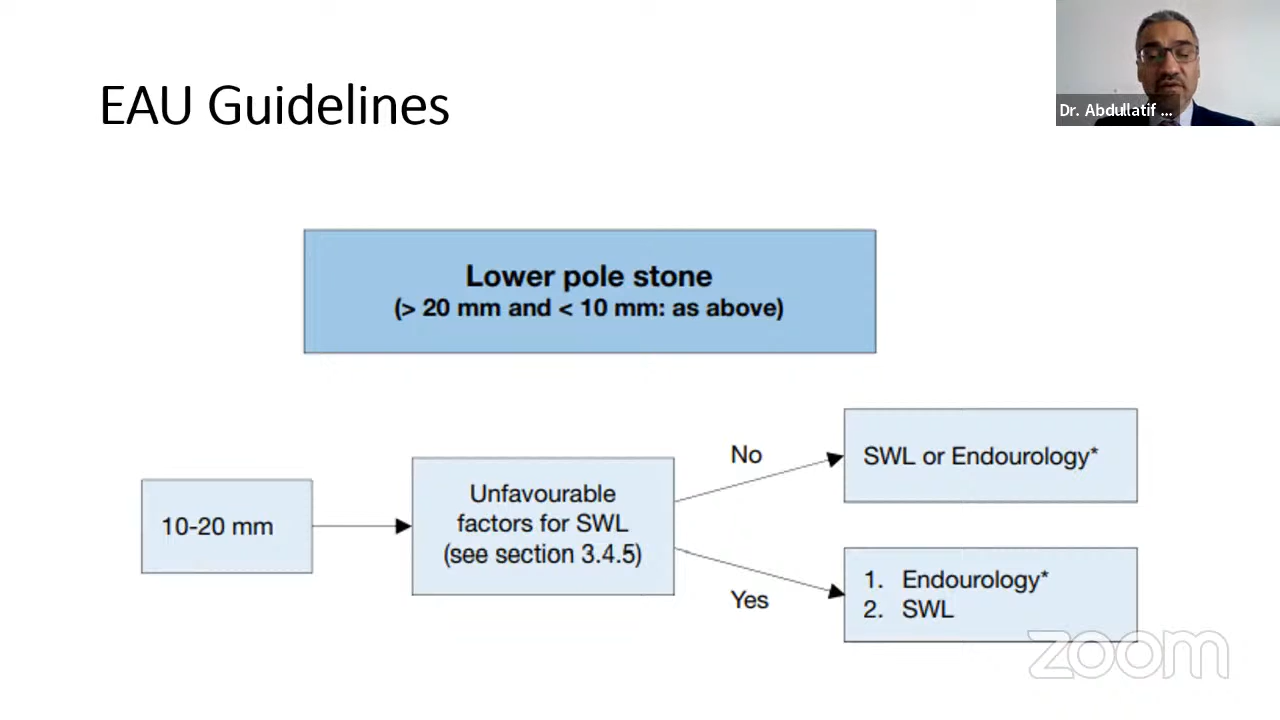 EAU Guidelines
Dr. Abdullatif ...
Lower pole stone
(> 20 mm and < 10 mm: as above)
10-20 mm
Unfavourable
factors for SWL
(see section 3.4.5)
No
Yes
SWL or Endourology*
1. Endourology*
2. SWL
zoom